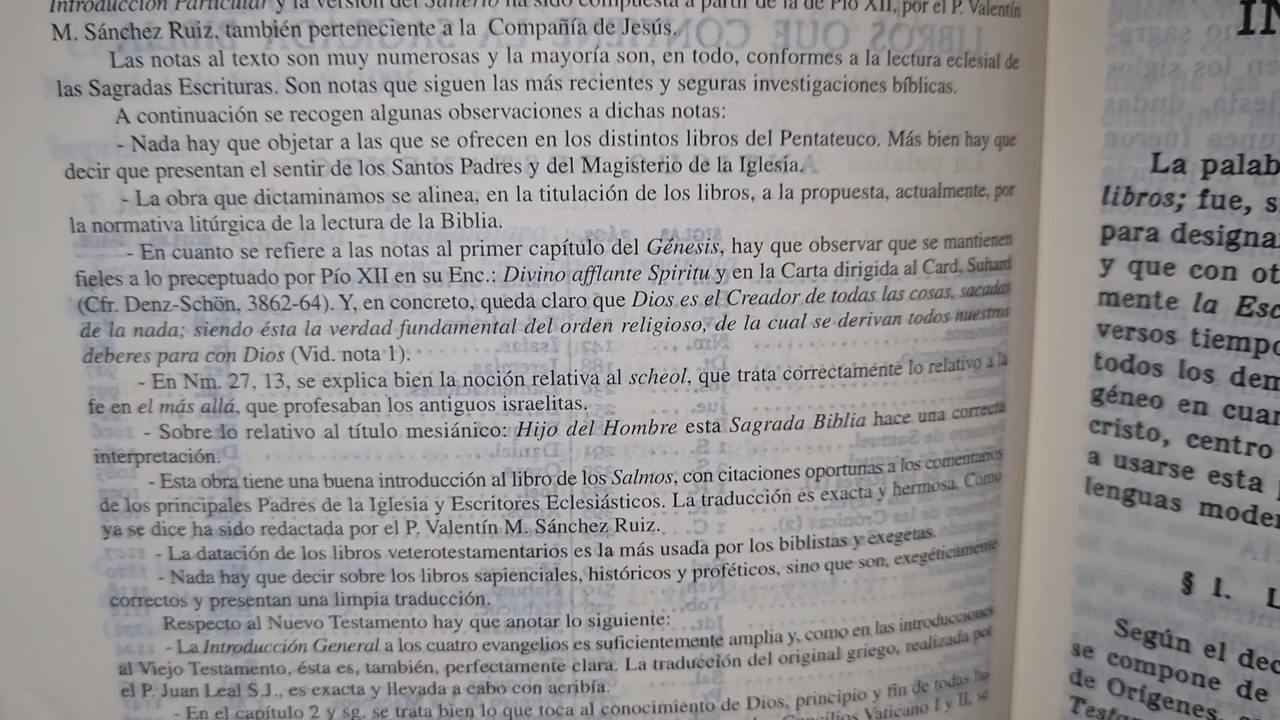 Introducción Particular y la versión del Salterio ha sido compuesta a partir de la de Pío XII, por el P. Valentín
M. Sánchez Ruiz, también perteneciente a la Compañía de Jesús.
Las notas al texto son muy numerosas y la mayoría son, en todo, conformes a la lectura eclesial de
las Sagradas Escrituras. Son notas que siguen las más recientes y seguras investigaciones bíblicas.
A continuación se recogen algunas observaciones a dichas notas:
- Nada hay que objetar a las que se ofrecen en los distintos libros del Pentateuco. Más bien hay que
decir que presentan el sentir de los Santos Padres y del Magisterio de la Iglesia.
- La obra que dictaminamos se alinea, en la titulación de los libros, a la propuesta, actualmente, por
la normativa litúrgica de la lectura de la Biblia.
- En cuanto se refiere a las notas al primer capítulo del Génesis, hay que observar que se mantienen
fieles a lo preceptuado por Pío XII en su Enc.: Divino afflante Spiritu y en la Carta dirigida al Card. Suhard
(Cfr. Denz-Schön, 3862-64). Y, en concreto, queda claro que Dios es el Creador de todas las cosas, sacadas
de la nada; siendo ésta la verdad fundamental del orden religioso, de la cual se derivan todos nuestros
deberes para con Dios (Vid. nota 1).
- En Nm. 27, 13, se explica bien la noción relativa al scheol, que trata correctamente lo relativo a la
fe en el más allá, que profesaban los antiguos israelitas.
- Sobre lo relativo al título mesiánico: Hijo del Hombre esta Sagrada Biblia hace una correcta
interpretación.
- Esta obra tiene una buena introducción al libro de los Salmos, con citaciones oportunas a los comentarios
de los principales Padres de la Iglesia y Escritores Eclesiásticos. La traducción es exacta y hermosa. Como
ya se dice ha sido redactada por el P. Valentín M. Sánchez Ruiz.
- La datación de los libros veterotestamentarios es la más usada por los biblistas y exegetas.
- Nada hay que decir sobre los libros sapienciales, históricos y proféticos, sino que son, exegéticamente
correctos y presentan una limpia traducción.
Respecto al Nuevo Testamento hay que anotar lo siguiente:
- La Introducción General a los cuatro evangelios es suficientemente amplia y, como en las introducciones
al Viejo Testamento, ésta es, también, perfectamente clara. La traducción del original griego, realizada por
el P. Juan Leal S.J., es exacta y llevada a cabo con acribía.
- En el capítulo 2 y sg. se trata bien lo que toca al conocimiento de Dios, principio y fin de todas las
Concilios Vaticano I y II, se
IN
La palab
libros; fue, s
para designa
y que con ot
mente la Esc
versos tiempo
todos los dem
género en cuan
cristo, centro
a usarse esta
lenguas moder
§ I. L
Según el dec
se compone de
de Orígenes
Testo